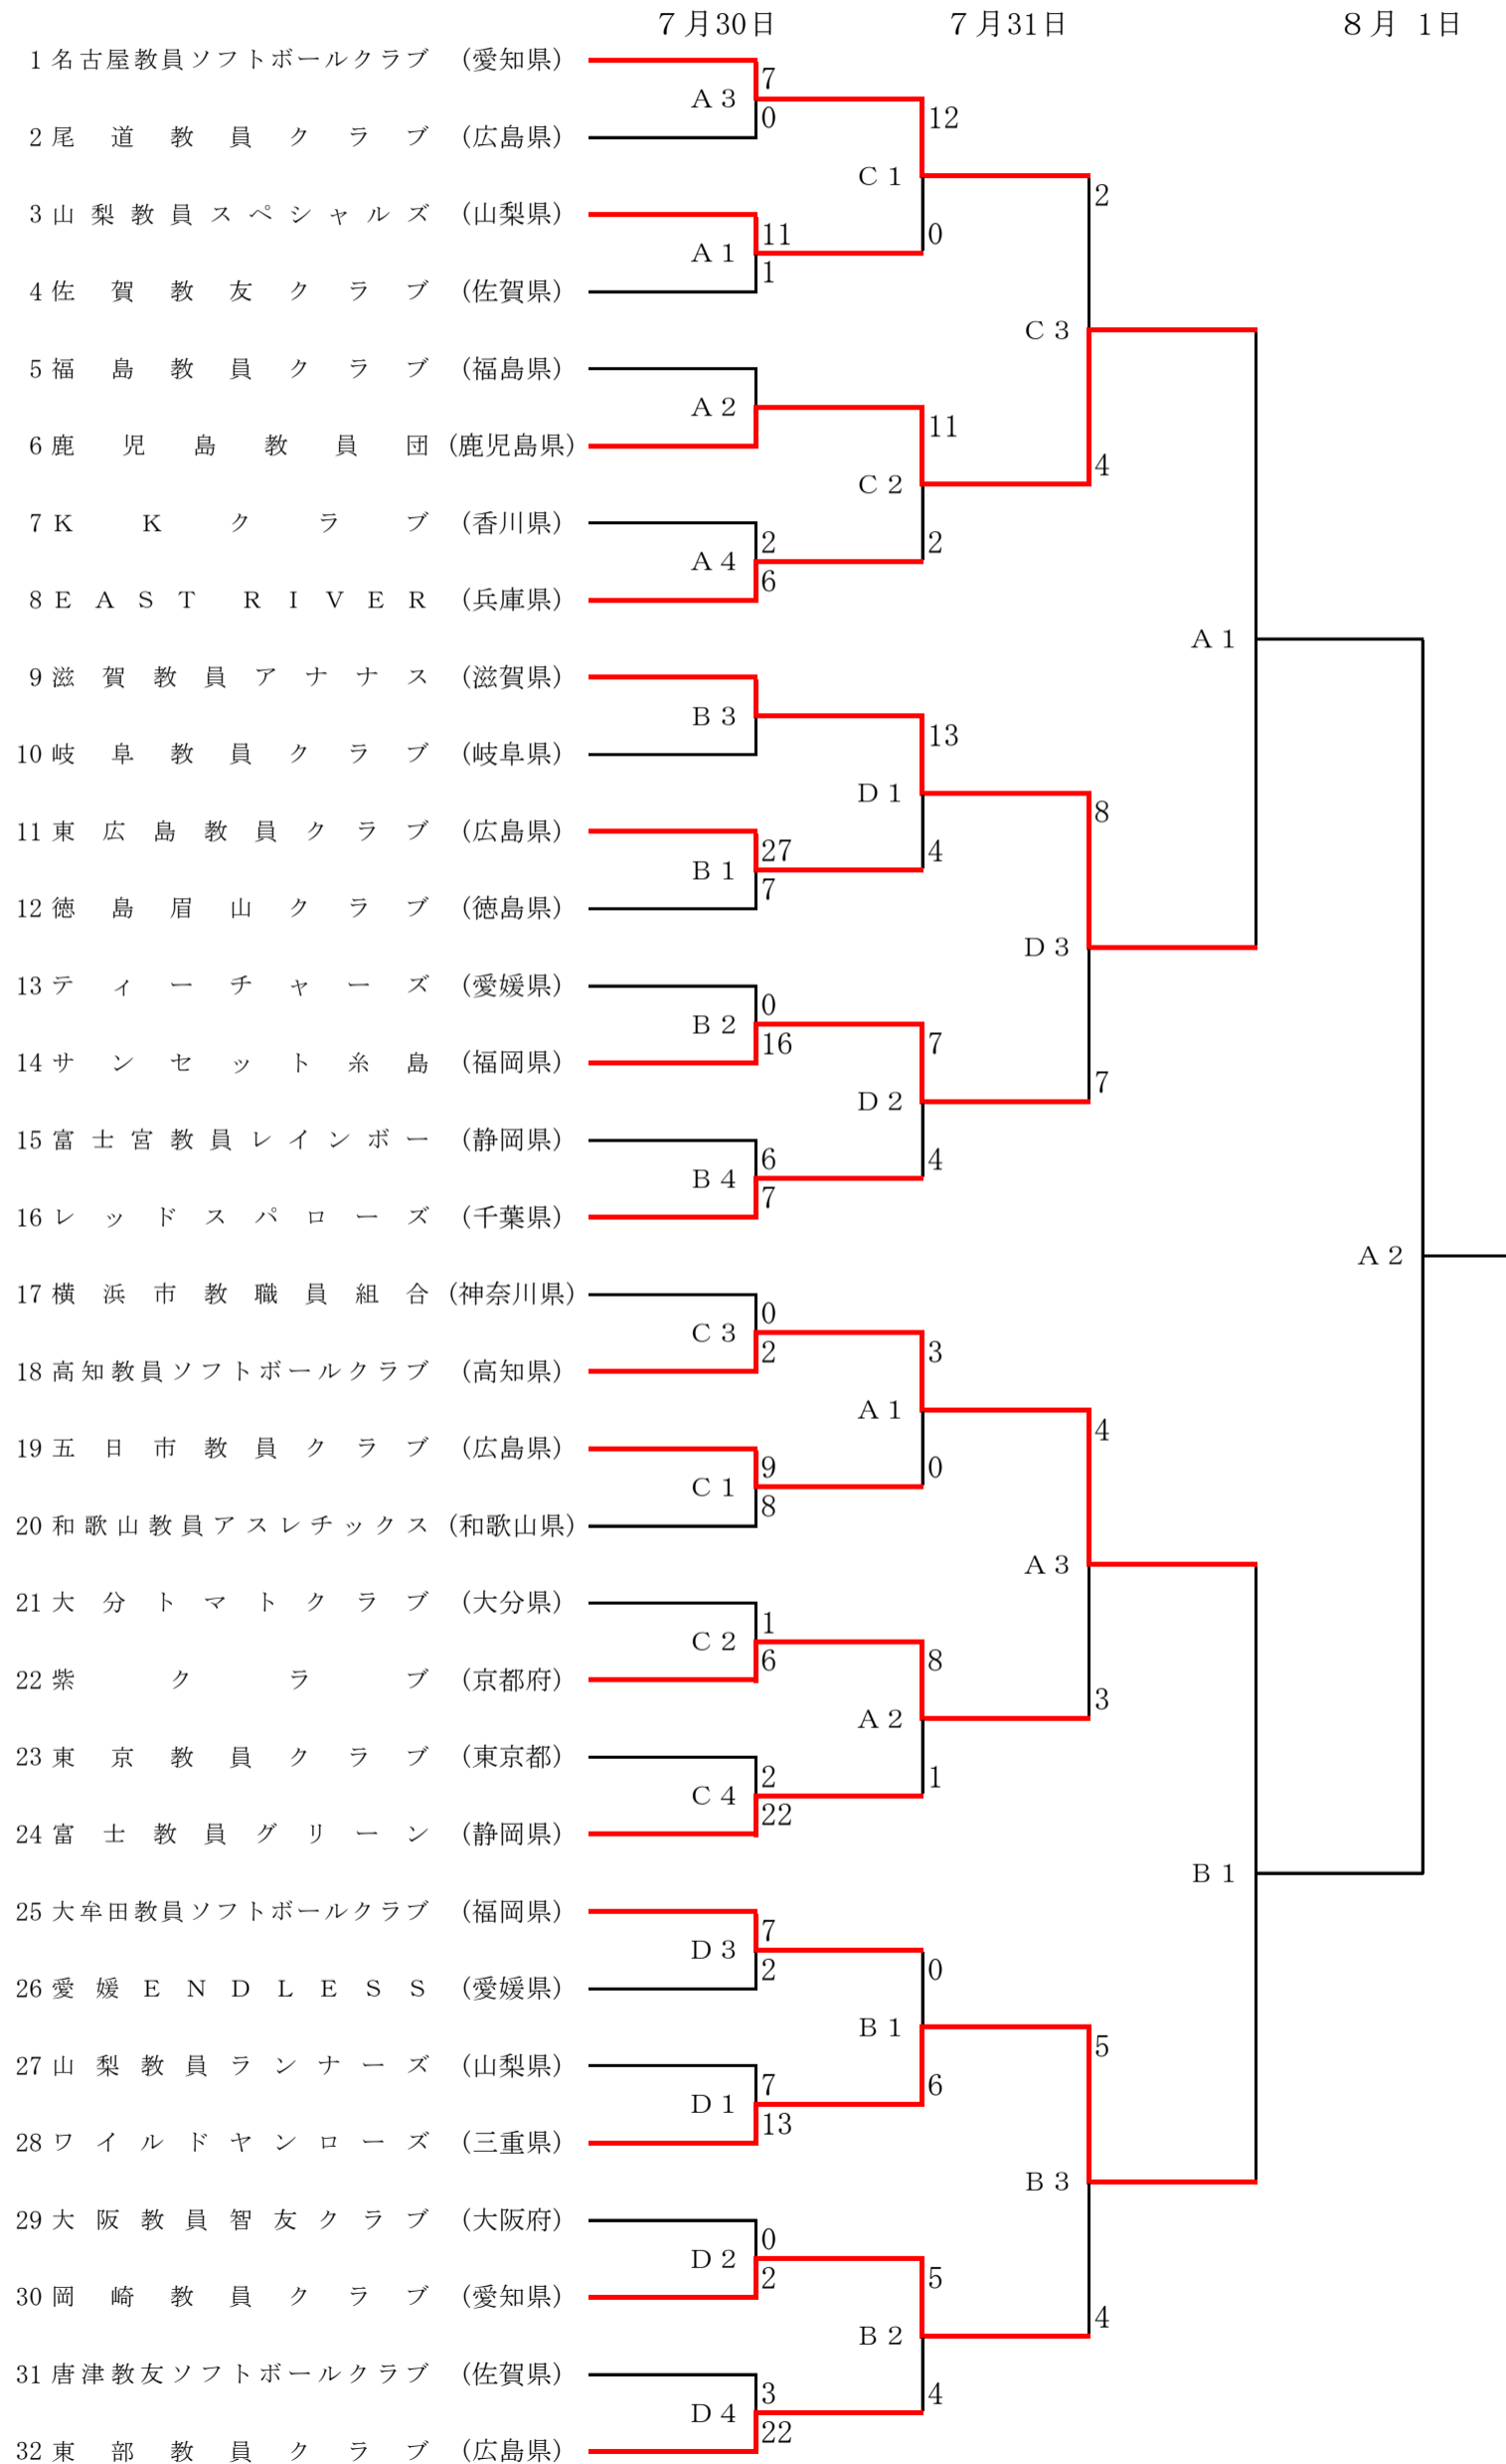 ７月30日　７月31日　８月 1日
1 名古屋教員ソフトボールクラブ （愛知県）
7
A 3
12
0
2 尾道教員クラブ （広島県）
C 1
2
3 山梨教員スペシャルズ （山梨県）
11
0
A 1
1
4 佐賀教友クラブ （佐賀県）
C 3
5 福島教員クラブ （福島県）
A 2
11
6 鹿児島教員団 （鹿児島県）
4
C 2
7 ＫＫクラブ （香川県）
2
2
A 4
6
8 ＥＡＳＴ ＲＩＶＥＲ （兵庫県）
A 1
9 滋賀教員アナナス （滋賀県）
B 3
13
10 岐阜教員クラブ （岐阜県）
D 1
8
11 東広島教員クラブ （広島県）
27
4
B 1
7
12 徳島眉山クラブ （徳島県）
D 3
13 ティーチャーズ （愛媛県）
0
B 2
16
7
14 サンセット糸島 （福岡県）
7
D 2
15 富士宮教員レインボー （静岡県）
6
4
B 4
7
16 レッドスパローズ （千葉県）
A 2
17 横浜市教職員組合 （神奈川県）
0
C 3
2
3
18 高知教員ソフトボールクラブ （高知県）
A 1
4
19 五日市教員クラブ （広島県）
9
0
C 1
8
20 和歌山教員アスレチックス （和歌山県）
A 3
21 大分トマトクラブ （大分県）
1
C 2
6
8
22 紫クラブ （京都府）
3
A 2
23 東京教員クラブ （東京都）
2
1
C 4
22
24 富士教員グリーン （静岡県）
B 1
25 大牟田教員ソフトボールクラブ （福岡県）
7
D 3
2
0
26 愛媛ＥＮＤＬＥＳＳ （愛媛県）
B 1
5
27 山梨教員ランナーズ （山梨県）
7
6
D 1
13
28 ワイルドヤンローズ （三重県）
B 3
29 大阪教員智友クラブ （大阪府）
0
D 2
2
5
30 岡崎教員クラブ （愛知県）
4
B 2
31 唐津教友ソフトボールクラブ （佐賀県）
3
4
D 4
22
32 東部教員クラブ （広島県）